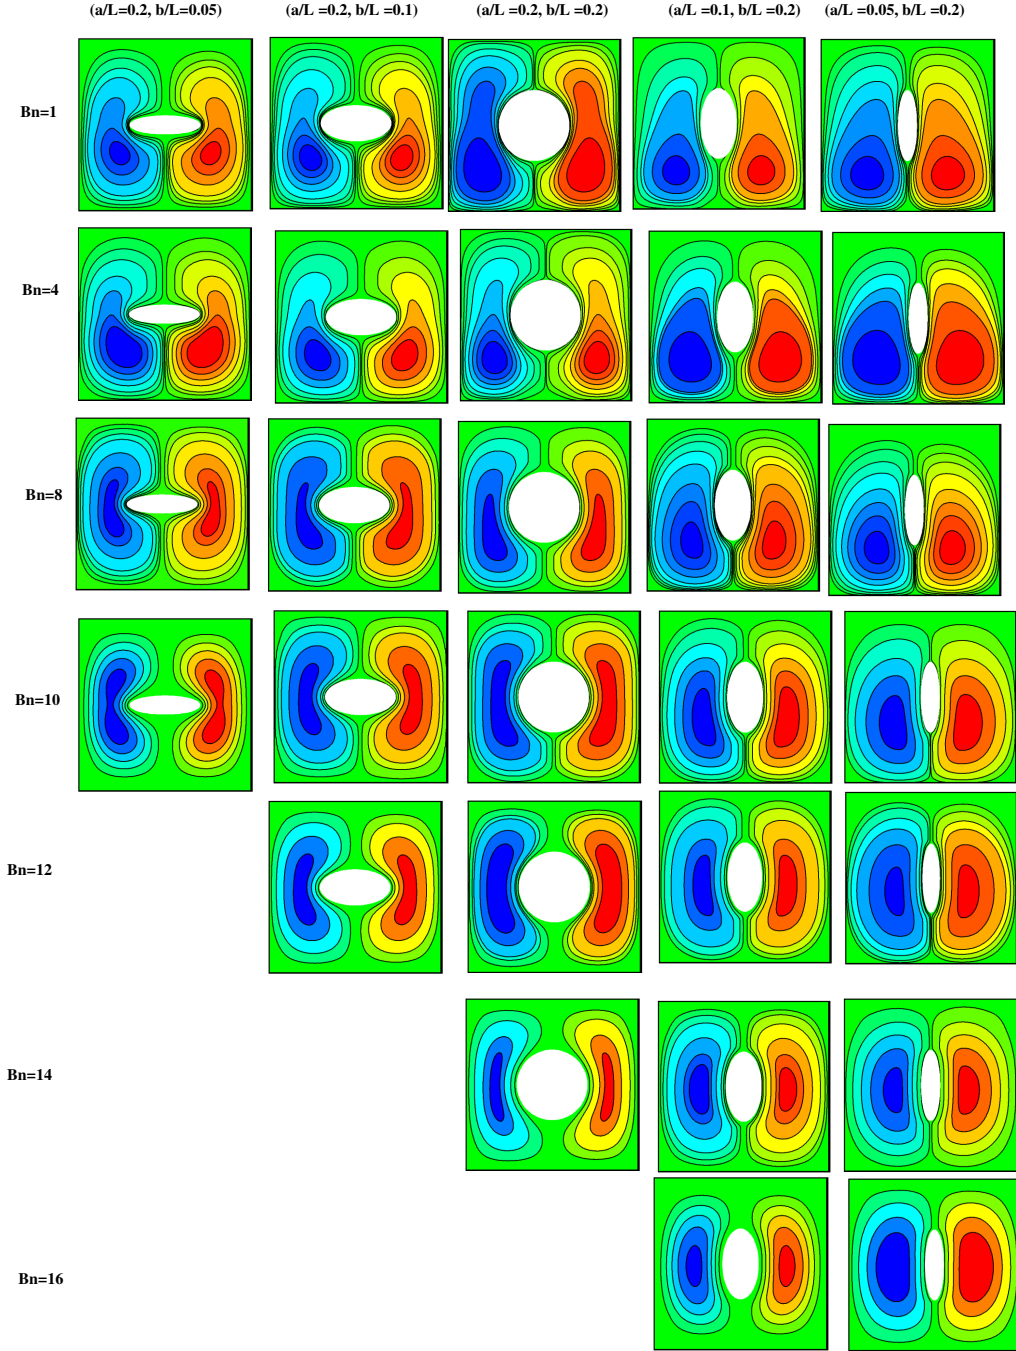 (a/L=0.2, b/L=0.05) (a/L =0.2, b/L =0.1) (a/L =0.2, b/L =0.2) (a/L =0.1, b/L =0.2) (a/L =0.05, b/L =0.2)
Bn=1
Bn=4
Bn=8
Bn=10
Bn=12
Bn=14
Bn=16